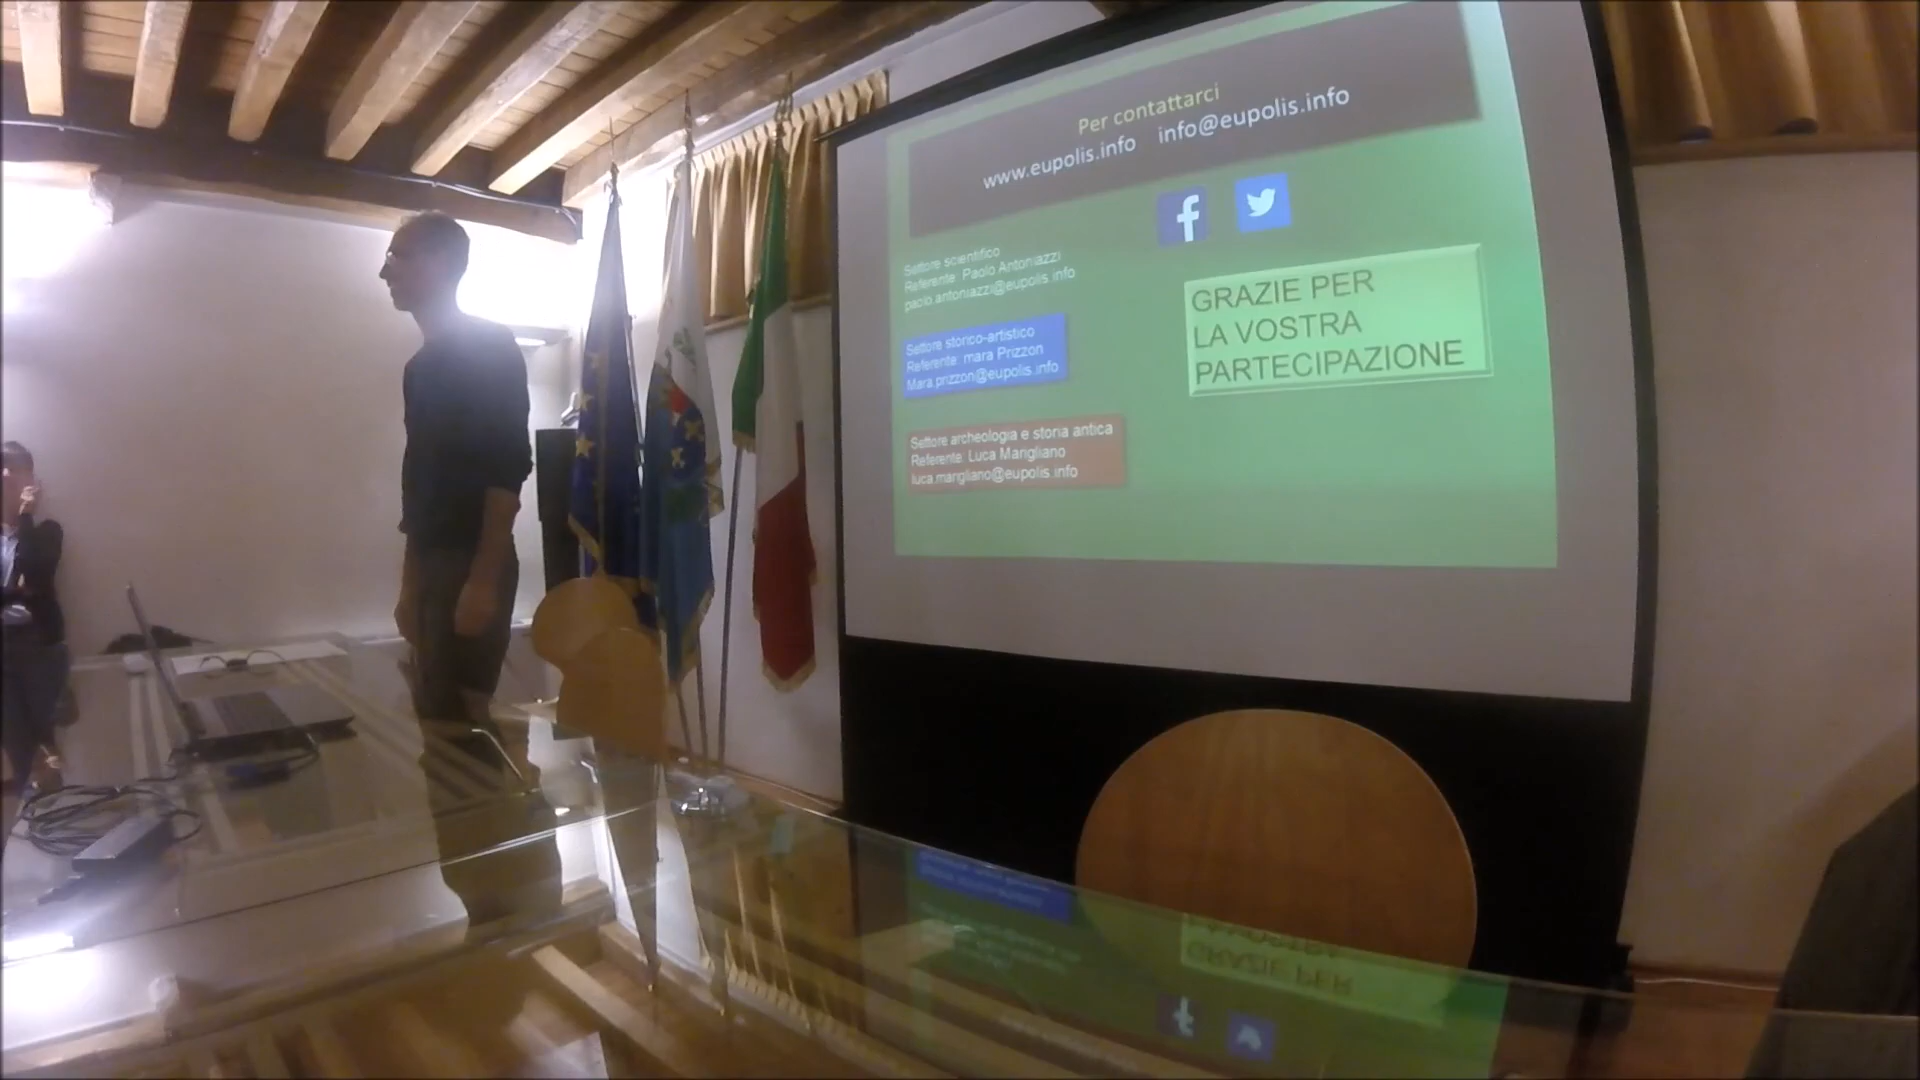 Per contattarci
www.eupolis.info info@eupolis.info
f
Settore scientifico
Referente: Paolo Antoniazzi
paolo.antoniazzi@eupolis.info
Settore storico-artistico
Referente: mara Prizzon
Mara.prizzon@eupolis.info
Settore archeologia e storia antica
Referente: Luca Marigliano
luca.marigliano@eupolis.info
GRAZIE PER
LA VOSTRA
PARTECIPAZIONE